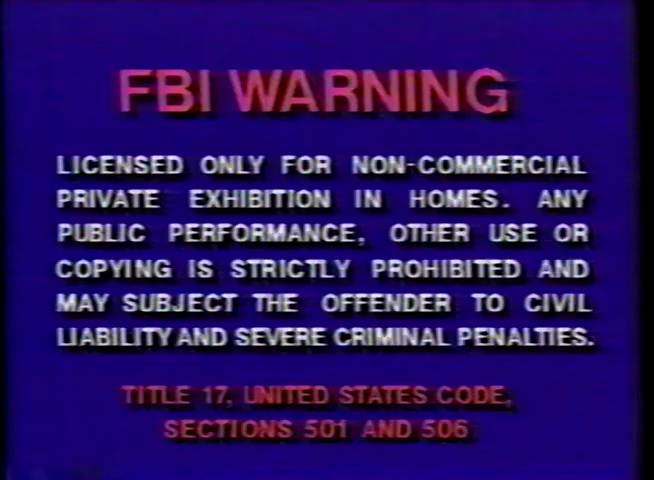 FBI WARNING
LICENSED ONLY FOR NON-COMMERCIAL
PRIVATE EXHIBITION IN HOMES. ANY
PUBLIC PERFORMANCE, OTHER USE OR
COPYING IS STRICTLY PROHIBITED AND
MAY SUBJECT THE OFFENDER TO CIVIL
LIABILITY AND SEVERE CRIMINAL PENALTIES.
TITLE 17, UNITED STATES CODE,
SECTIONS 501 AND 506